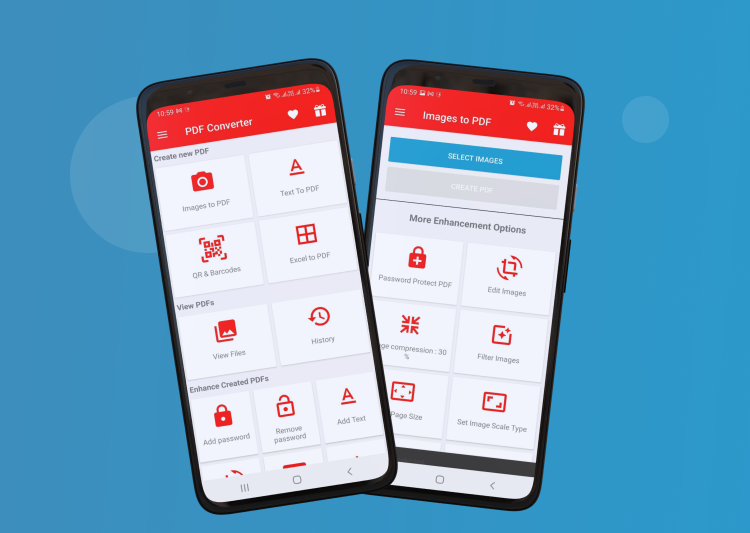 10:59
32%
PDF Converter
Create new PDF
Images to PDF
Text To PDF
QR & Barcodes
Excel to PDF
View PDFs
View Files
History
Enhance Created PDFs
Add password
Remove
password
Add Text
10:59
32%
Images to PDF
SELECT IMAGES
CREATE PDF
More Enhancement Options
Password Protect PDF
Edit Images
ge compression : 30
%
Filter Images
Page Size
Set Image Scale Type